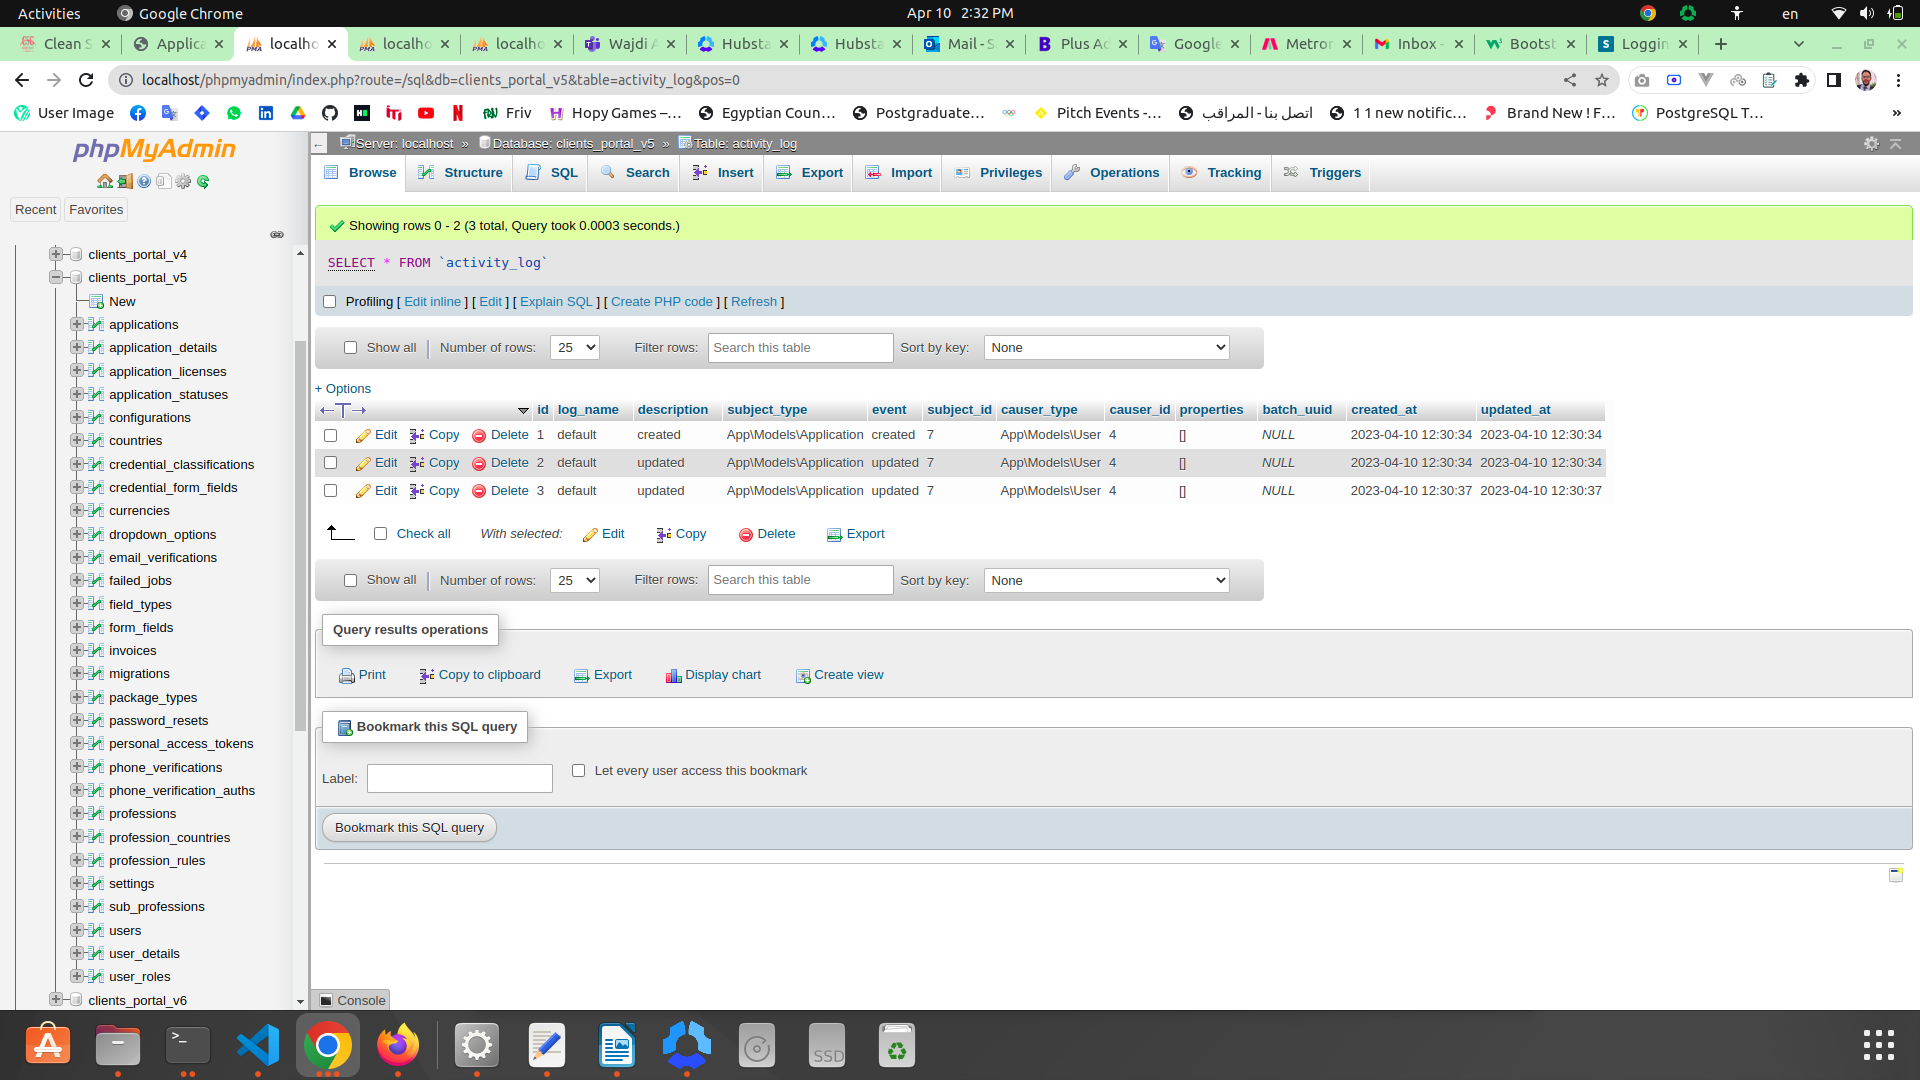 Activities
Google Chrome
Apr 10 2:32 PM
en
Clean S
Applica
localho
localho
localho
Wajdi A
Hubsta
Hubsta
Mail - S
Plus Ad
Google
Metron
Inbox -
Bootst
Loggin
localhost/phpmyadmin/index.php?route=/sql&db=clients_portal_v5&table=activity_log&pos=0
User Image
Friv
Hopy Games –...
Egyptian Coun...
Postgraduate...
Pitch Events -...
اتصل بنا - المراقب
1 1 new notific...
Brand New ! F...
PostgreSQL T...
»
phpMyAdmin
Recent
Favorites
clients_portal_v4
clients_portal_v5
New
applications
application_details
application_licenses
application_statuses
configurations
countries
credential_classifications
credential_form_fields
currencies
dropdown_options
email_verifications
failed_jobs
field_types
form_fields
invoices
migrations
package_types
password_resets
personal_access_tokens
phone_verifications
phone_verification_auths
professions
profession_countries
profession_rules
settings
sub_professions
users
user_details
user_roles
clients_portal_v6
Server: localhost » Database: clients_portal_v5 » Table: activity_log
Browse Structure SQL Search Insert Export Import Privileges Operations Tracking Triggers
Showing rows 0 - 2 (3 total, Query took 0.0003 seconds.)
SELECT * FROM `activity_log`
Profiling [ Edit inline ] [ Edit ] [ Explain SQL ] [ Create PHP code ] [ Refresh ]
Show all Number of rows: 25 Filter rows: Search this table Sort by key: None
+ Options
id log_name description subject_type event subject_id causer_type causer_id properties batch_uuid created_at updated_at
Edit Copy Delete 1 default created App\Models\Application created 7 App\Models\User 4 [] NULL 2023-04-10 12:30:34 2023-04-10 12:30:34
Edit Copy Delete 2 default updated App\Models\Application updated 7 App\Models\User 4 [] NULL 2023-04-10 12:30:34 2023-04-10 12:30:34
Edit Copy Delete 3 default updated App\Models\Application updated 7 App\Models\User 4 [] NULL 2023-04-10 12:30:37 2023-04-10 12:30:37
Check all With selected: Edit Copy Delete Export
Show all Number of rows: 25 Filter rows: Search this table Sort by key: None
Query results operations
Print Copy to clipboard Export Display chart Create view
Bookmark this SQL query
Label: Let every user access this bookmark
Bookmark this SQL query
Console
SSD